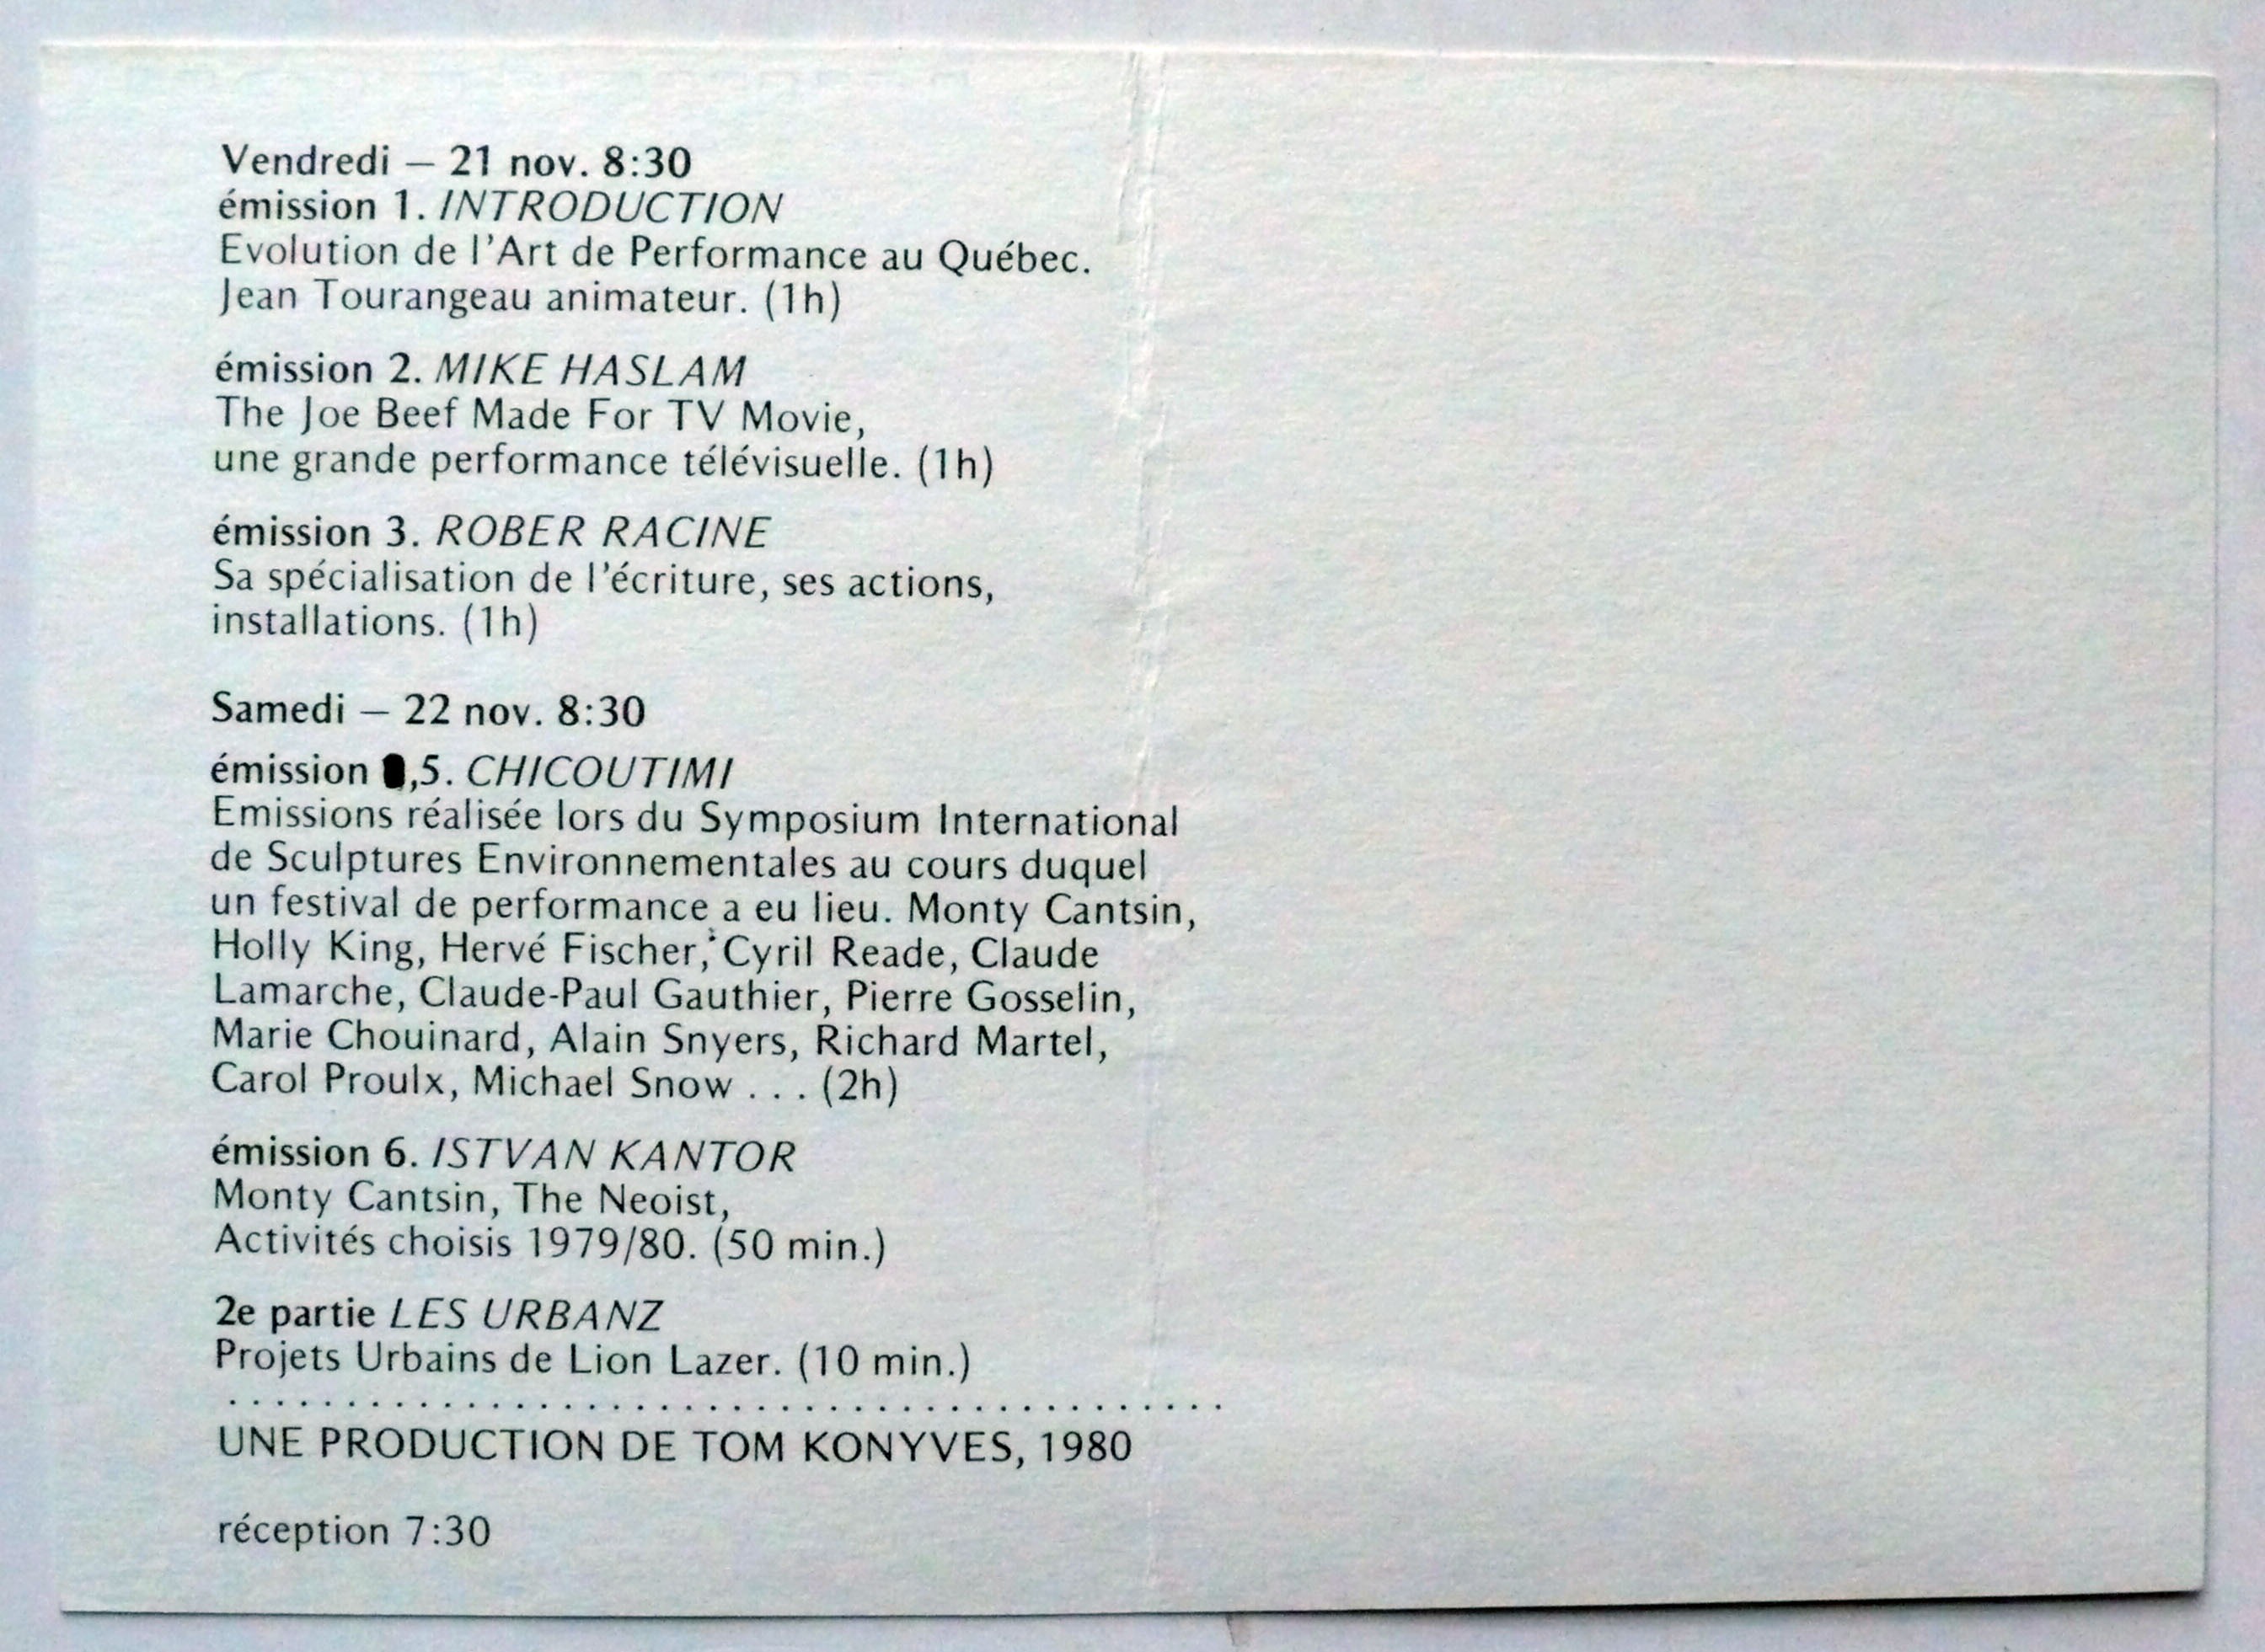 Vendredi — 21 nov. 8:30
émission 1. INTRODUCTION
Evolution de l'Art de Performance au Québec.
Jean Tourangeau animateur. (1h)
émission 2. MIKE HASLAM
The Joe Beef Made For TV Movie,
une grande performance télévisuelle. (1h)
émission 3. ROBER RACINE
Sa spécialisation de l'écriture, ses actions,
installations. (1h)
Samedi — 22 nov. 8:30
émission ,5. CHICOUTIMI
Emissions réalisée lors du Symposium International
de Sculptures Environnementales au cours duquel
un festival de performance a eu lieu. Monty Cantsin,
Holly King, Hervé Fischer, Cyril Reade, Claude
Lamarche, Claude-Paul Gauthier, Pierre Gosselin,
Marie Chouinard, Alain Snyers, Richard Martel,
Carol Proulx, Michael Snow . . . (2h)
émission 6. ISTVAN KANTOR
Monty Cantsin, The Neoist,
Activités choisis 1979/80. (50 min.)
2e partie LES URBANZ
Projets Urbains de Lion Lazer. (10 min.)
. . . . . . . . . . . . . . . . . . . . . . . . . . . . . . . . . . . . . . . . . .
UNE PRODUCTION DE TOM KONYVES, 1980
réception 7:30